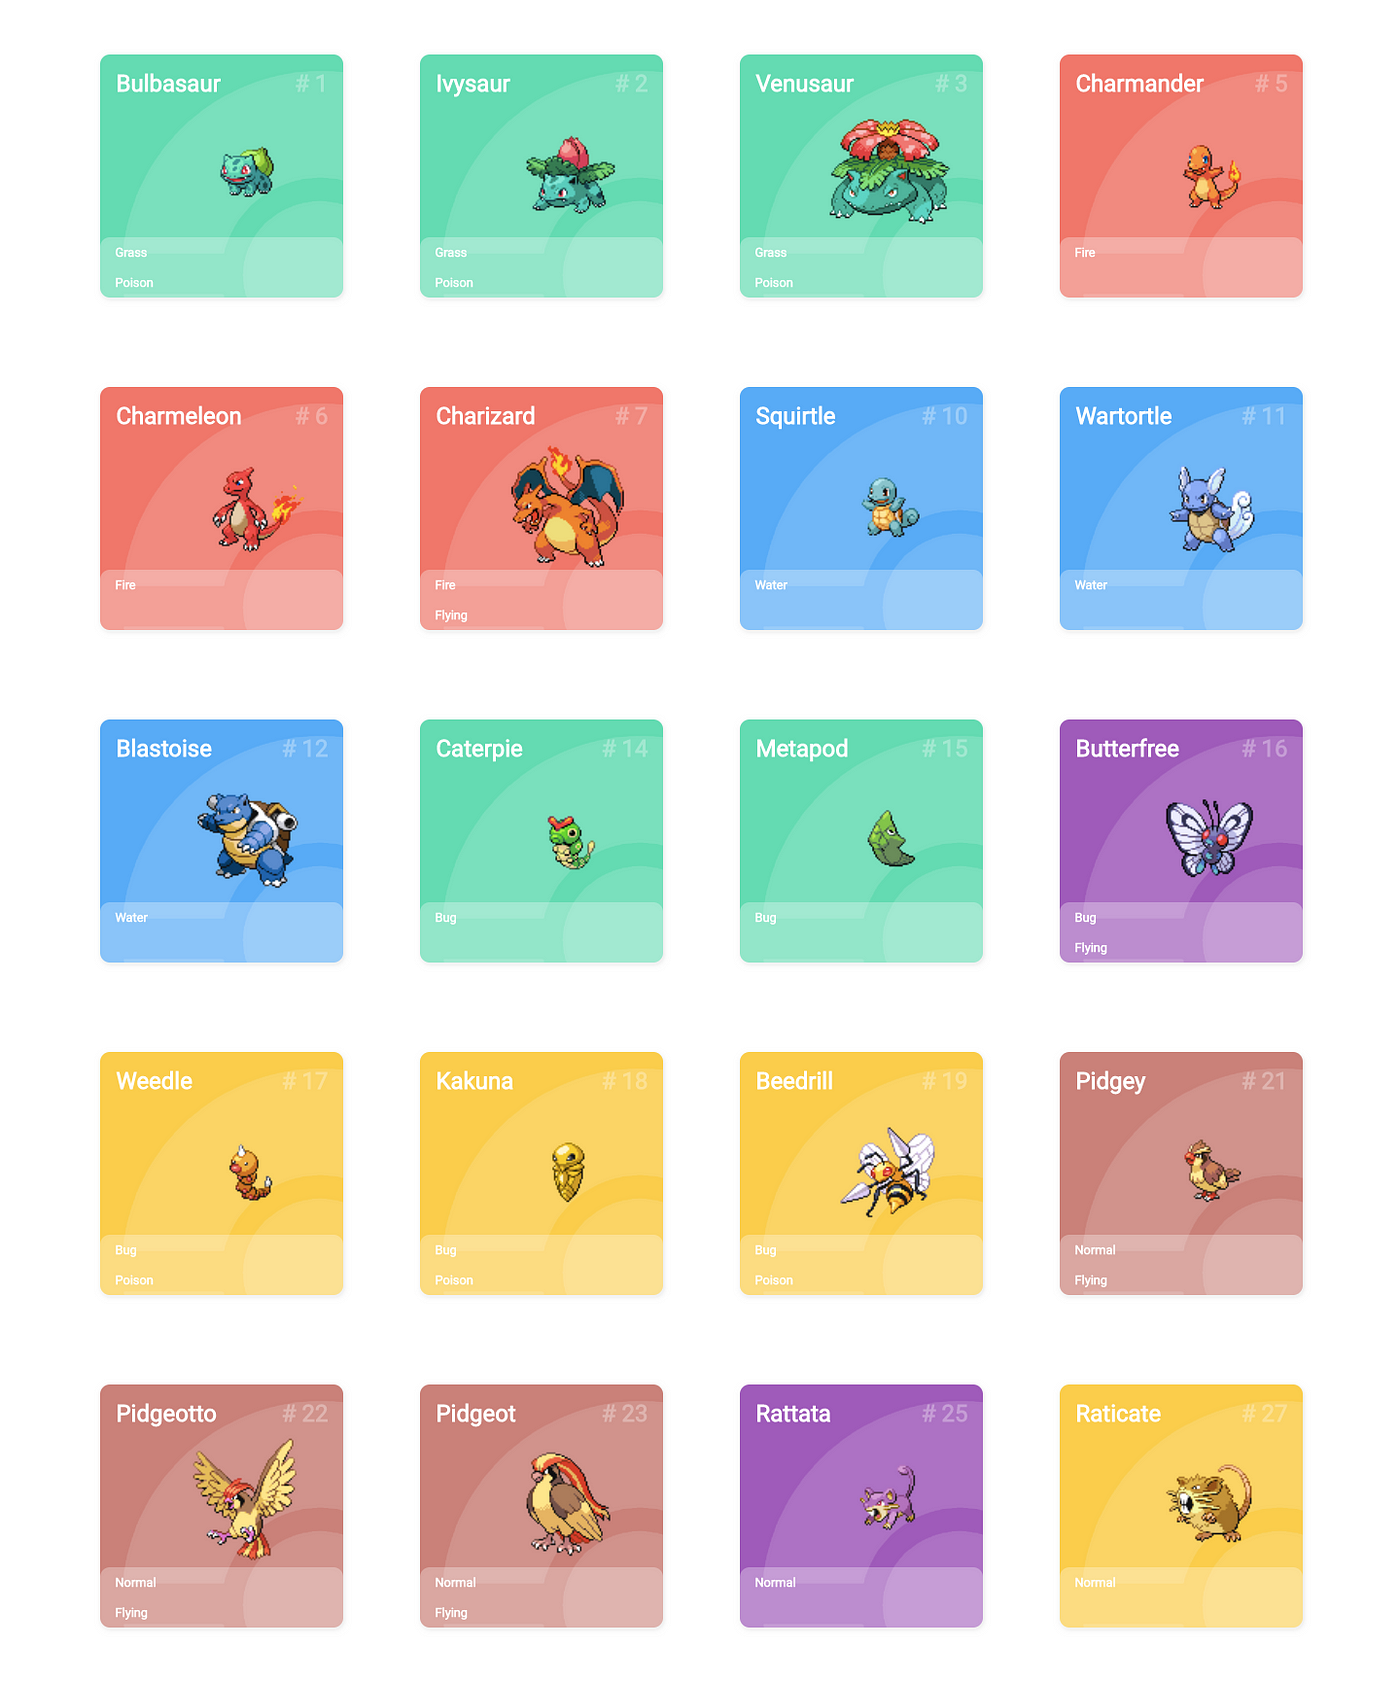 Bulbasaur # 1
Grass
Poison
Ivysaur # 2
Grass
Poison
Venusaur # 3
Grass
Poison
Charmander # 5
Fire
Charmeleon # 6
Fire
Charizard # 7
Fire
Flying
Squirtle # 10
Water
Wartortle # 11
Water
Blastoise # 12
Water
Caterpie # 14
Bug
Metapod # 15
Bug
Butterfree # 16
Bug
Flying
Weedle # 17
Bug
Poison
Kakuna # 18
Bug
Poison
Beedrill # 19
Bug
Poison
Pidgey # 21
Normal
Flying
Pidgeotto # 22
Normal
Flying
Pidgeot # 23
Normal
Flying
Rattata # 25
Normal
Raticate # 27
Normal